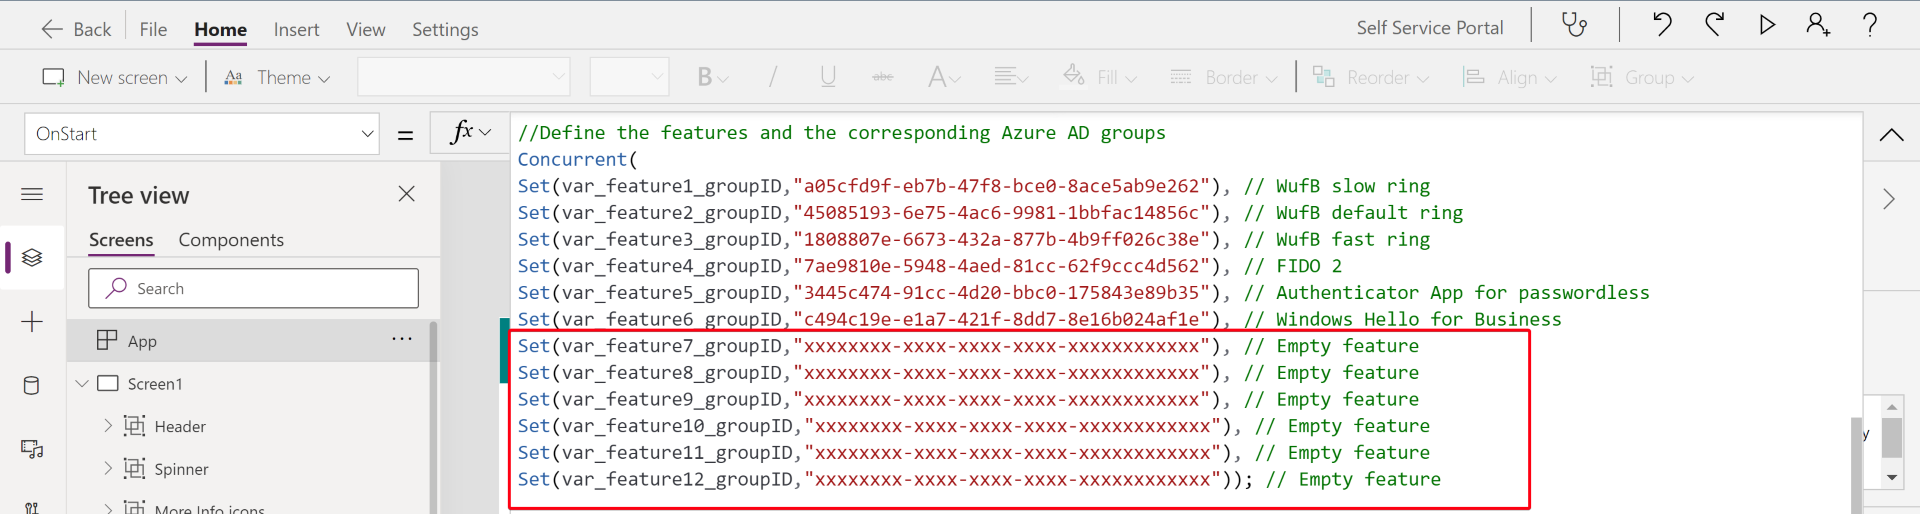 Back File Home Insert View Settings Self Service Portal
New screen Aa Theme B I U abc A Fill Border Reorder Align Group
OnStart = fx
//Define the features and the corresponding Azure AD groups
Concurrent(
Set(var_feature1_groupID,"a05cfd9f-eb7b-47f8-bce0-8ace5ab9e262"), // WufB slow ring
Set(var_feature2_groupID,"45085193-6e75-4ac6-9981-1bbfac14856c"), // WufB default ring
Set(var_feature3_groupID,"1808807e-6673-432a-877b-4b9ff026c38e"), // WufB fast ring
Set(var_feature4_groupID,"7ae9810e-5948-4aed-81cc-62f9ccc4d562"), // FIDO 2
Set(var_feature5_groupID,"3445c474-91cc-4d20-bbc0-175843e89b35"), // Authenticator App for passwordless
Set(var_feature6_groupID,"c494c19e-e1a7-421f-8dd7-8e16b024af1e"), // Windows Hello for Business
Set(var_feature7_groupID,"xxxxxxxx-xxxx-xxxx-xxxx-xxxxxxxxxxxx"), // Empty feature
Set(var_feature8_groupID,"xxxxxxxx-xxxx-xxxx-xxxx-xxxxxxxxxxxx"), // Empty feature
Set(var_feature9_groupID,"xxxxxxxx-xxxx-xxxx-xxxx-xxxxxxxxxxxx"), // Empty feature
Set(var_feature10_groupID,"xxxxxxxx-xxxx-xxxx-xxxx-xxxxxxxxxxxx"), // Empty feature
Set(var_feature11_groupID,"xxxxxxxx-xxxx-xxxx-xxxx-xxxxxxxxxxxx"), // Empty feature
Set(var_feature12_groupID,"xxxxxxxx-xxxx-xxxx-xxxx-xxxxxxxxxxxx")); // Empty feature
Tree view
Screens Components
Search
App
Screen1
Header
Spinner
More Info icons
y